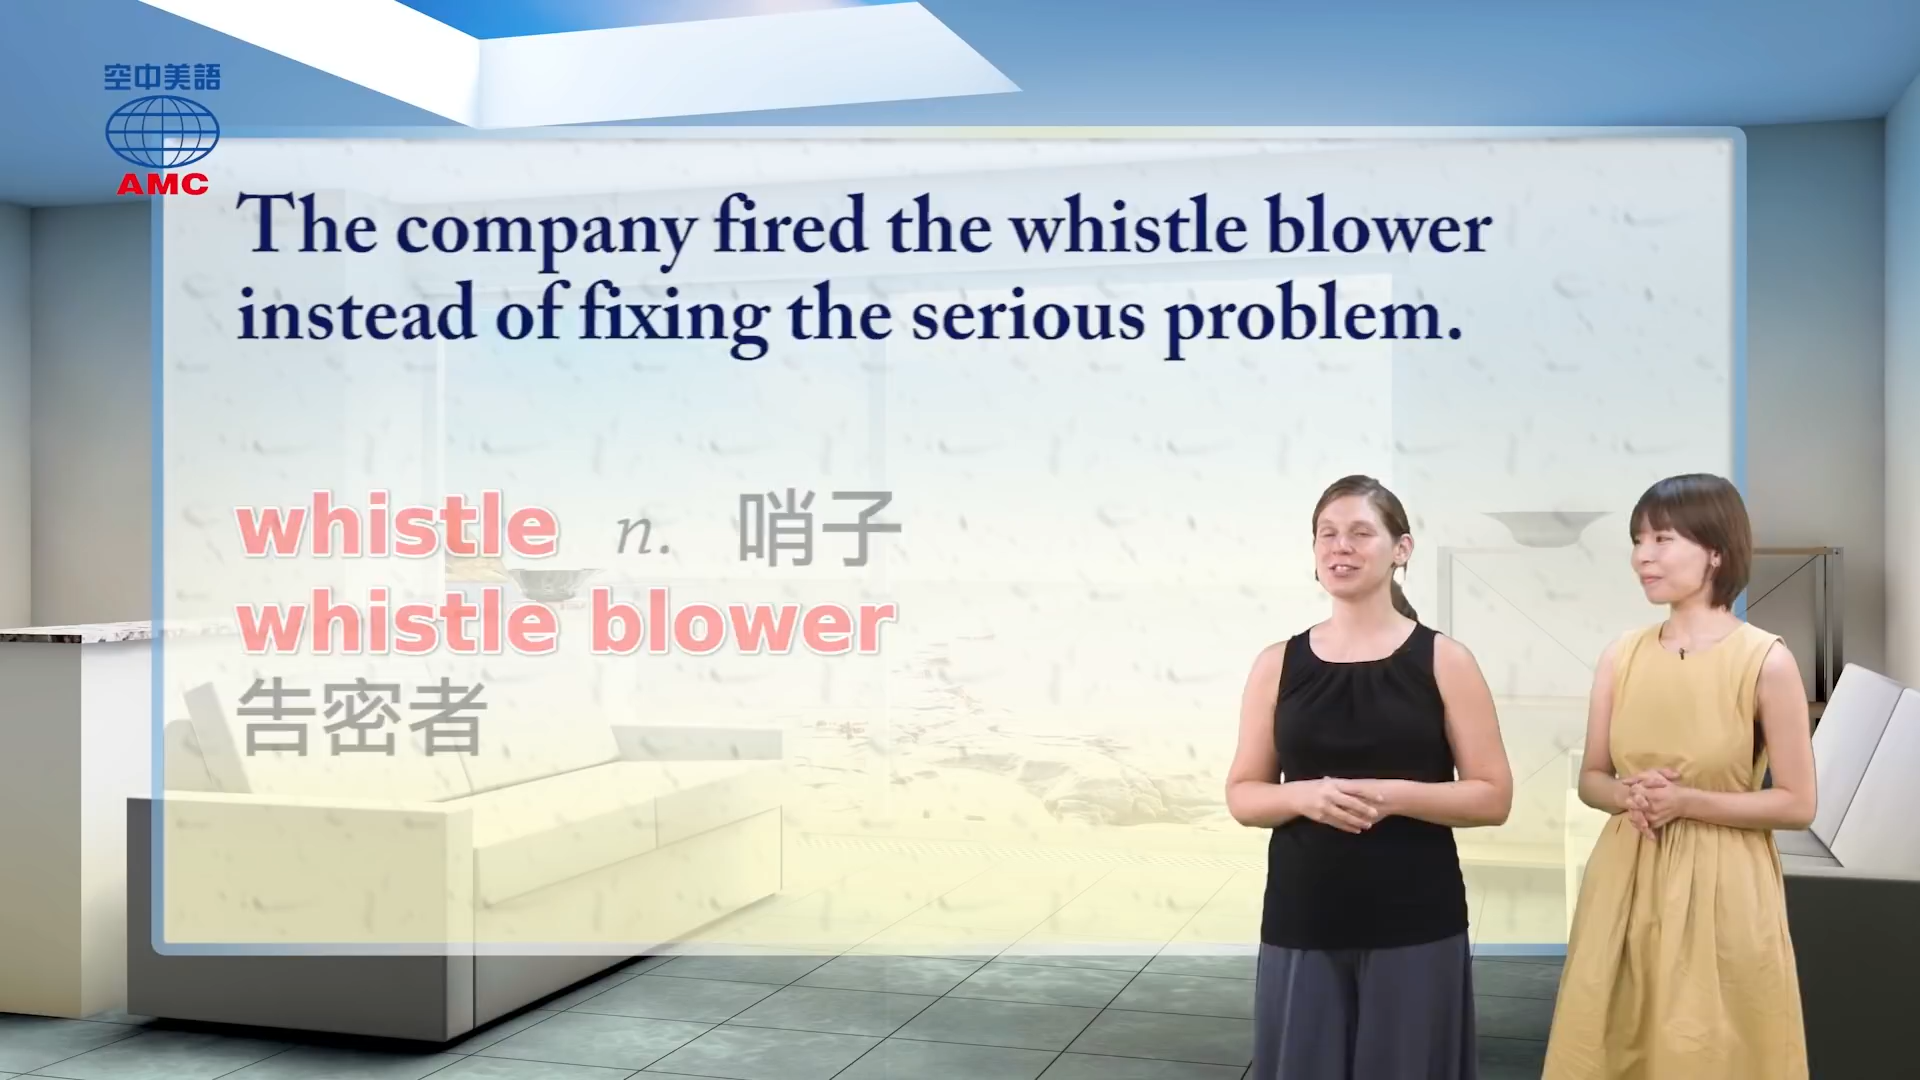 空中美語
AMC
The company fired the whistle blower
instead of fixing the serious problem.
whistle n. 哨子
whistle blower
告密者